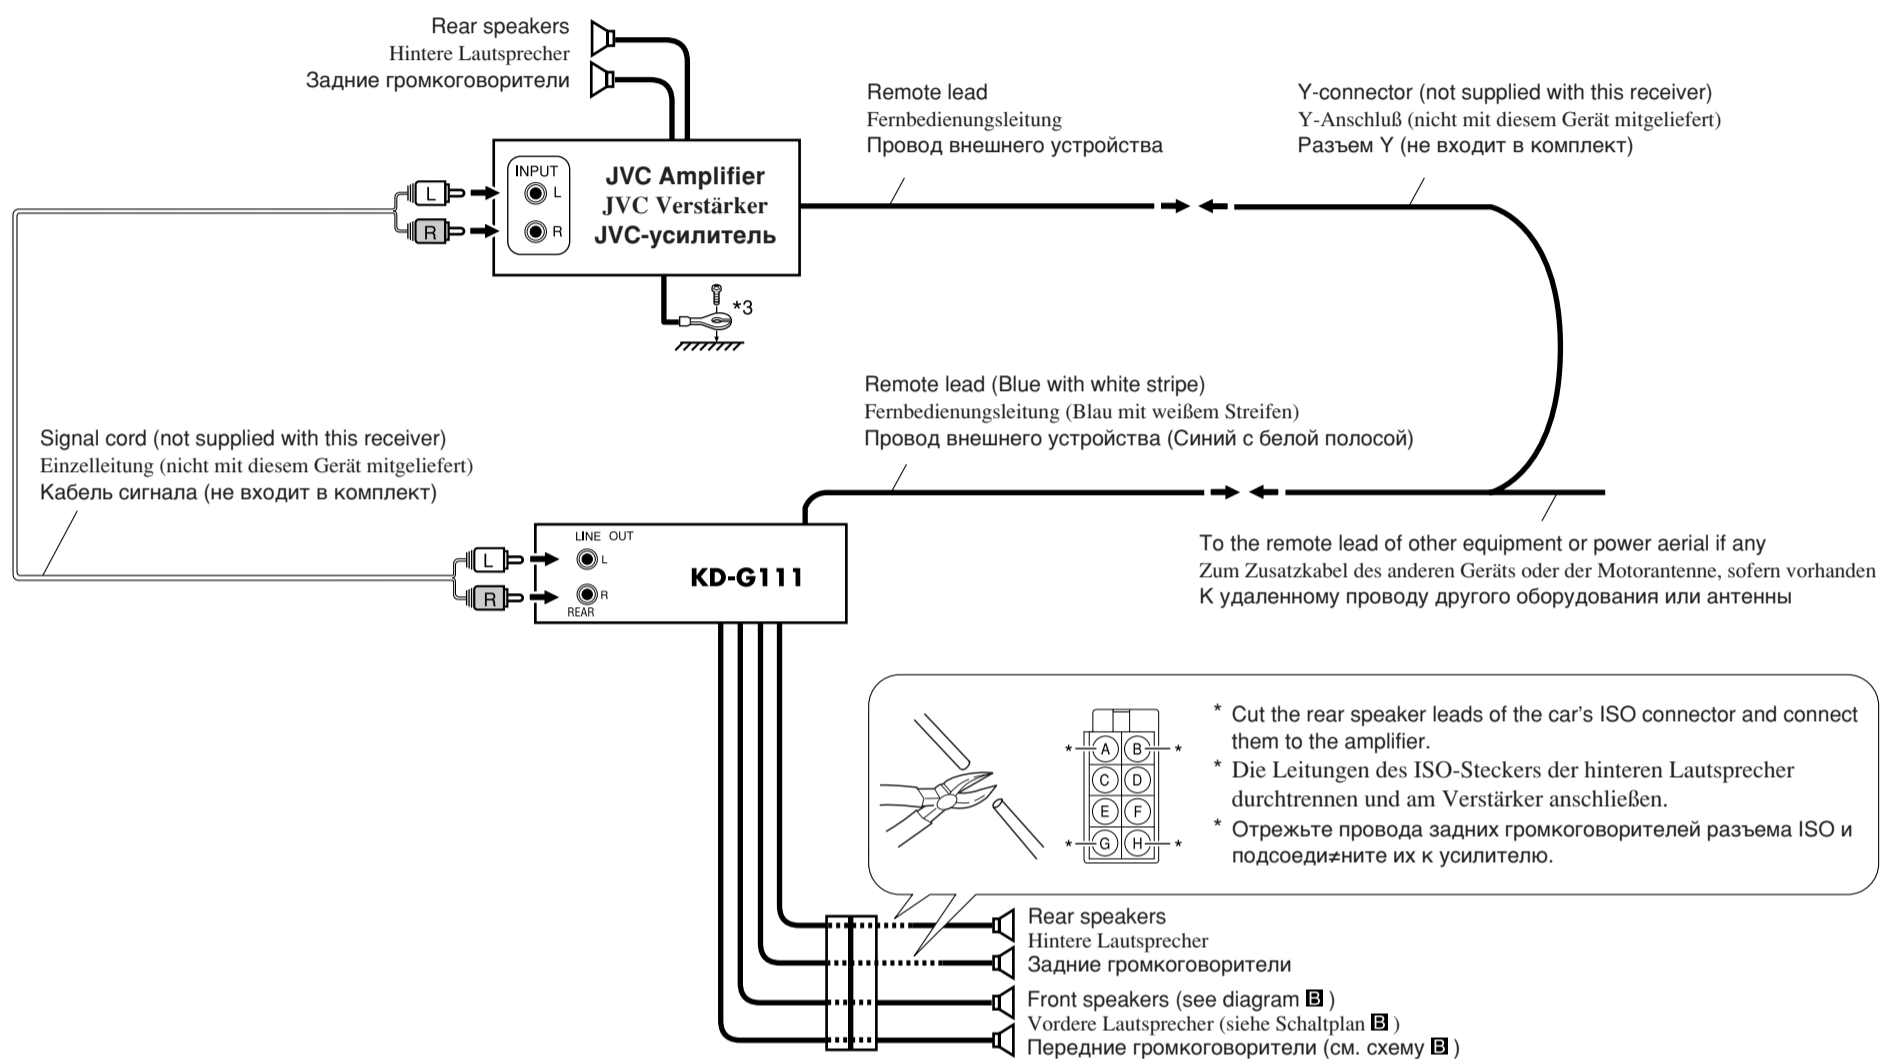 Rear speakers
Hintere Lautsprecher
Задние громкоговорители
Remote lead
Fernbedienungsleitung
Провод внешнего устройства
Y-connector (not supplied with this receiver)
Y-Anschluß (nicht mit diesem Gerät mitgeliefert)
Разъем Y (не входит в комплект)
L
R
INPUT
L
R
JVC Amplifier
JVC Verstärker
JVC-усилитель
*3
Remote lead (Blue with white stripe)
Fernbedienungsleitung (Blau mit weißem Streifen)
Провод внешнего устройства (Синий с белой полосой)
Signal cord (not supplied with this receiver)
Einzelleitung (nicht mit diesem Gerät mitgeliefert)
Кабель сигнала (не входит в комплект)
L
R
LINE OUT
L
R
REAR
KD-G111
To the remote lead of other equipment or power aerial if any
Zum Zusatzkabel des anderen Geräts oder der Motorantenne, sofern vorhanden
К удаленному проводу другого оборудования или антенны
* A B *
C D
E F
* G H *
* Cut the rear speaker leads of the car’s ISO connector and connect
them to the amplifier.
* Die Leitungen des ISO-Steckers der hinteren Lautsprecher
durchtrennen und am Verstärker anschließen.
* Отрежьте провода задних громкоговорителей разъема ISO и
подсоеди≠ните их к усилителю.
Rear speakers
Hintere Lautsprecher
Задние громкоговорители
Front speakers (see diagram B )
Vordere Lautsprecher (siehe Schaltplan B )
Передние громкоговорители (см. схему B )